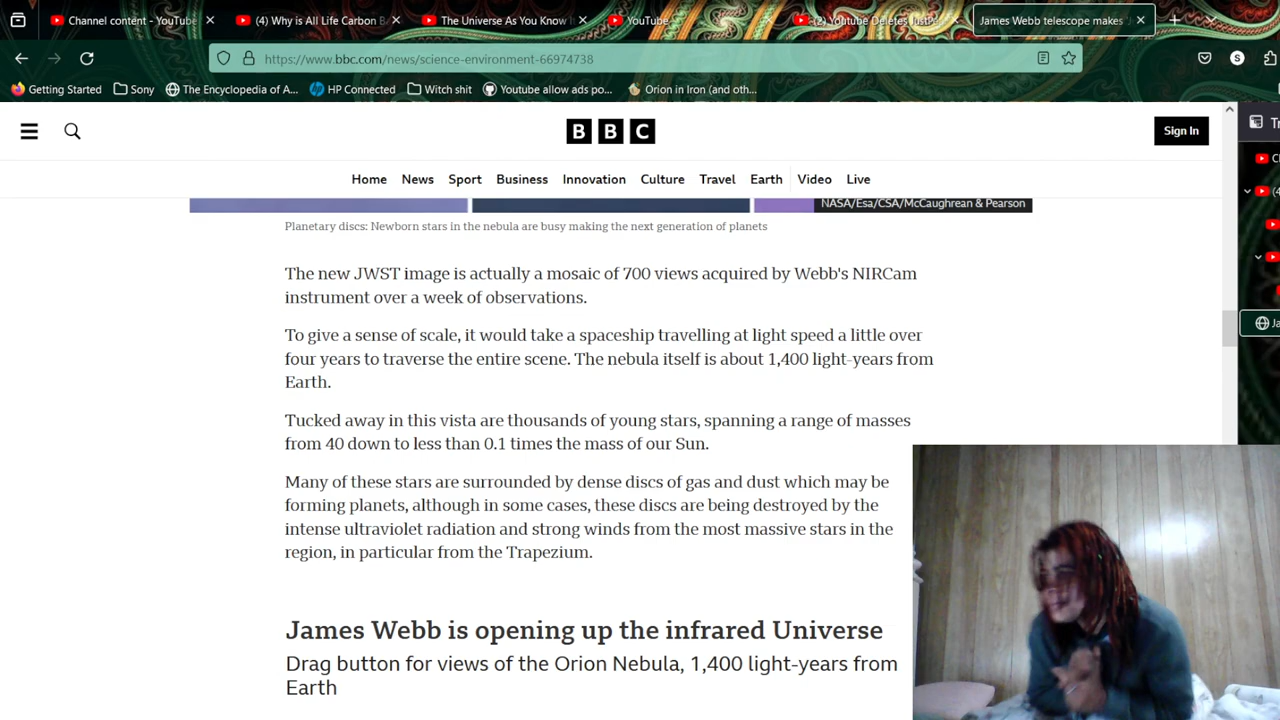 Channel content - YouTube
(4) Why is All Life Carbon B
The Universe As You Know I
YouTube
(2) Youtube Deletes JustPe
James Webb telescope makes
https://www.bbc.com/news/science-environment-66974738
S
Getting Started
Sony
The Encyclopedia of A...
HP Connected
Witch shit
Youtube allow ads po...
Orion in Iron (and oth...
BBC
Sign In
Home News Sport Business Innovation Culture Travel Earth Video Live
NASA/Esa/CSA/McCaughrean & Pearson
Planetary discs: Newborn stars in the nebula are busy making the next generation of planets
The new JWST image is actually a mosaic of 700 views acquired by Webb's NIRCam
instrument over a week of observations.
To give a sense of scale, it would take a spaceship travelling at light speed a little over
four years to traverse the entire scene. The nebula itself is about 1,400 light-years from
Earth.
Tucked away in this vista are thousands of young stars, spanning a range of masses
from 40 down to less than 0.1 times the mass of our Sun.
Many of these stars are surrounded by dense discs of gas and dust which may be
forming planets, although in some cases, these discs are being destroyed by the
intense ultraviolet radiation and strong winds from the most massive stars in the
region, in particular from the Trapezium.
James Webb is opening up the infrared Universe
Drag button for views of the Orion Nebula, 1,400 light-years from
Earth